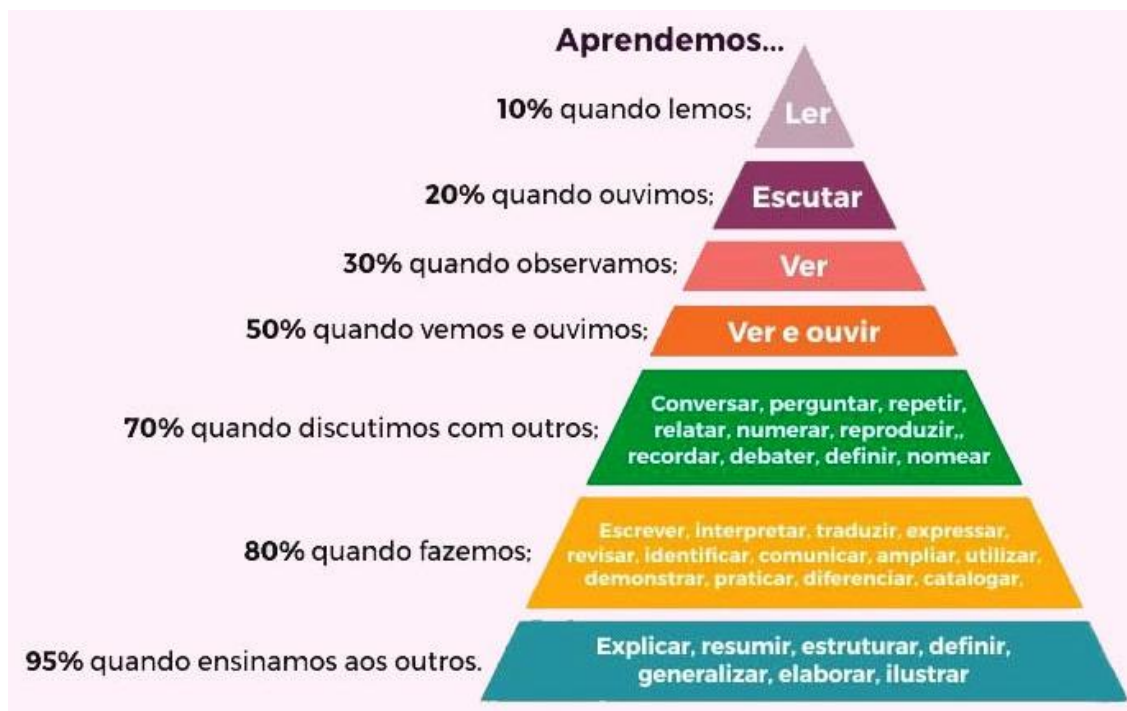 Aprendemos...
10% quando lemos;
Ler
20% quando ouvimos;
Escutar
30% quando observamos;
Ver
50% quando vemos e ouvimos;
Ver e ouvir
70% quando discutimos com outros;
Conversar, perguntar, repetir,
relatar, numerar, reproduzir,,
recordar, debater, definir, nomear
80% quando fazemos;
Escrever, interpretar, traduzir, expressar,
revisar, identificar, comunicar, ampliar, utilizar,
demonstrar, praticar, diferenciar, catalogar,
95% quando ensinamos aos outros.
Explicar, resumir, estruturar, definir,
generalizar, elaborar, ilustrar